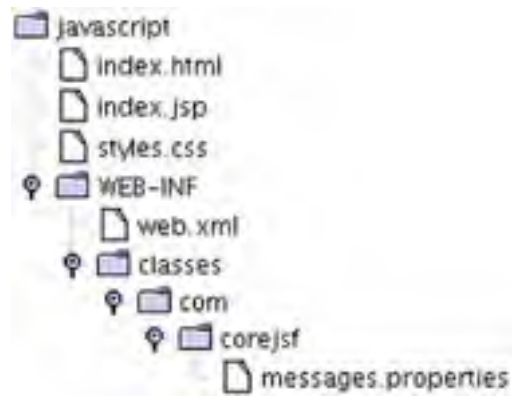 javascript
index.html
index.jsp
styles.css
WEB-INF
web.xml
classes
com
corejsf
messages.properties